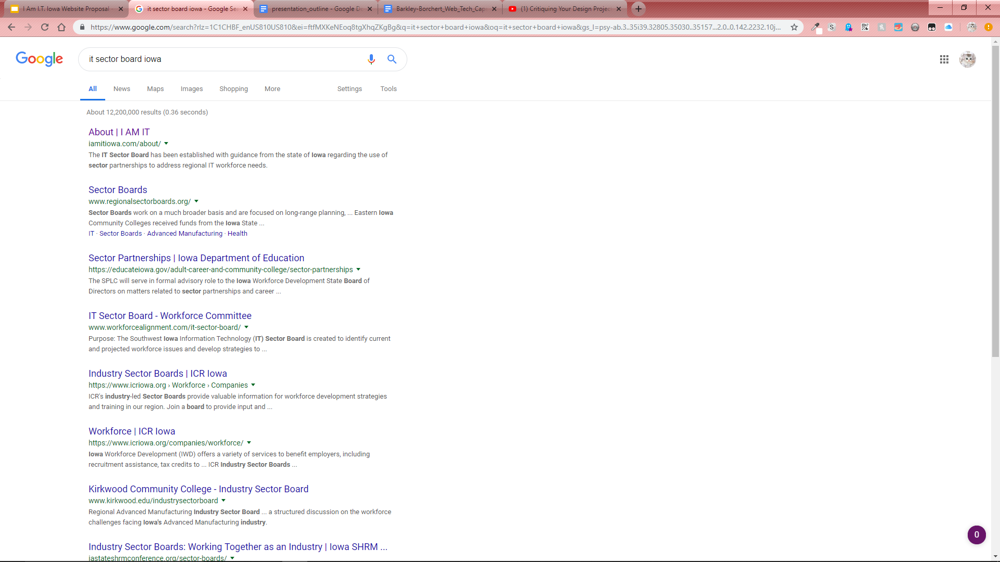 I Am I.T. Iowa Website Proposal
it sector board iowa - Google Sea
presentation_outline - Google Do
Barkley-Borchert_Web_Tech_Cap
(1) Critiquing Your Design Project
https://www.google.com/search?rlz=1C1CHBF_enUS810US810&ei=ftfMXKeNEoq8tgXhqZKgBg&q=it+sector+board+iowa&oq=it+sector+board+iowa&gs_l=psy-ab.3..35i39.32805.35030..35157...2.0..0.142.2232.10j...
Google
it sector board iowa
All News Maps Images Shopping More Settings Tools
About 12,200,000 results (0.36 seconds)
About | I AM IT
iamitiowa.com/about/
The IT Sector Board has been established with guidance from the state of Iowa regarding the use of
sector partnerships to address regional IT workforce needs.
Sector Boards
www.regionalsectorboards.org/
Sector Boards work on a much broader basis and are focused on long-range planning, ... Eastern Iowa
Community Colleges received funds from the Iowa State ...
IT · Sector Boards · Advanced Manufacturing · Health
Sector Partnerships | Iowa Department of Education
https://educateiowa.gov/adult-career-and-community-college/sector-partnerships
The SPLC will serve in formal advisory role to the Iowa Workforce Development State Board of
Directors on matters related to sector partnerships and career ...
IT Sector Board - Workforce Committee
www.workforcealignment.com/it-sector-board/
Purpose: The Southwest Iowa Information Technology (IT) Sector Board is created to identify current
and projected workforce issues and develop strategies to ...
Industry Sector Boards | ICR Iowa
https://www.icriowa.org › Workforce › Companies
ICR's industry-led Sector Boards provide valuable information for workforce development strategies
and training in our region. Join a board to provide input and ...
Workforce | ICR Iowa
https://www.icriowa.org/companies/workforce/
Iowa Workforce Development (IWD) offers a variety of services to benefit employers, including
recruitment assistance, tax credits to ... ICR Industry Sector Boards ...
Kirkwood Community College - Industry Sector Board
www.kirkwood.edu/industrysectorboard
Regional Advanced Manufacturing Industry Sector Board ... a structured discussion on the workforce
challenges facing Iowa's Advanced Manufacturing industry.
0
Industry Sector Boards: Working Together as an Industry | Iowa SHRM ...
iastateshrmconference.org/sector-boards/